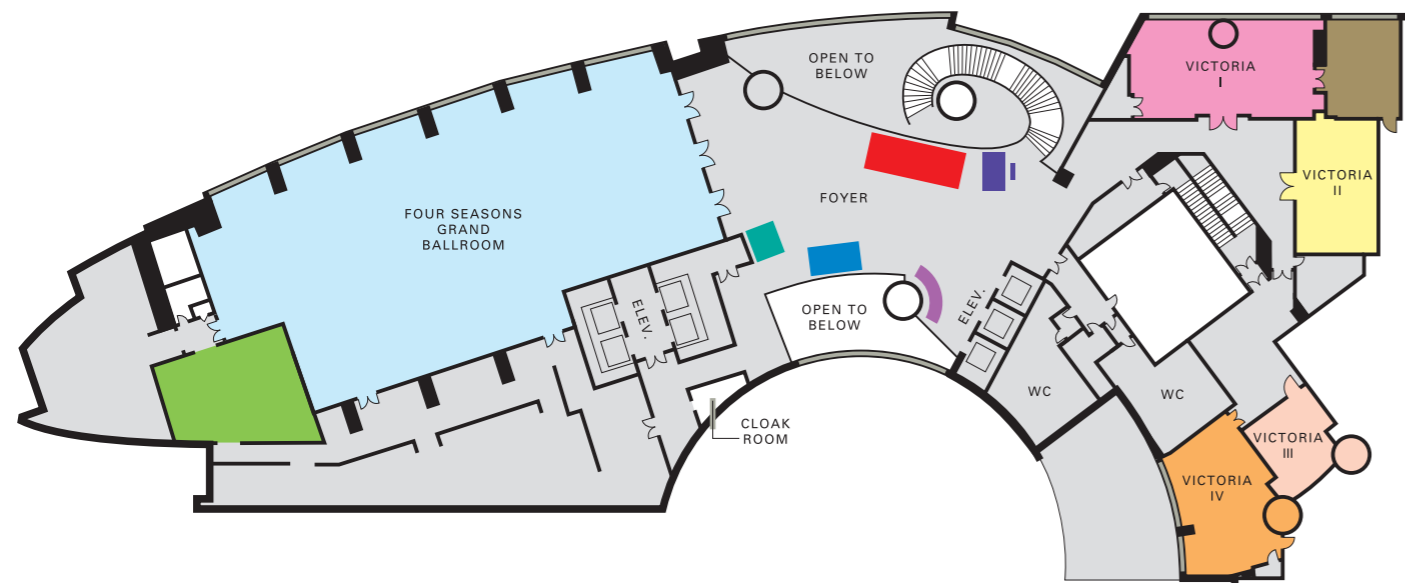 OPEN TO
BELOW
VICTORIA
I
VICTORIA
II
FOUR SEASONS
GRAND
BALLROOM
FOYER
ELEV.
OPEN TO
BELOW
ELEV.
WC
WC
CLOAK
ROOM
VICTORIA
III
VICTORIA
IV